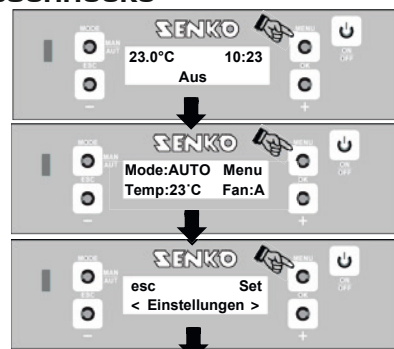 SENKO
MODE
MENU
MAN
AUT
23.0°C 10:23
ON
OFF
ESC
Aus
OK
− +
SENKO
MODE
MENU
MAN
AUT
Mode:AUTO Menu
ON
OFF
ESC
Temp:23°C Fan:A
OK
− +
SENKO
MODE
MENU
MAN
AUT
esc Set
ON
OFF
ESC
< Einstellungen >
OK
− +